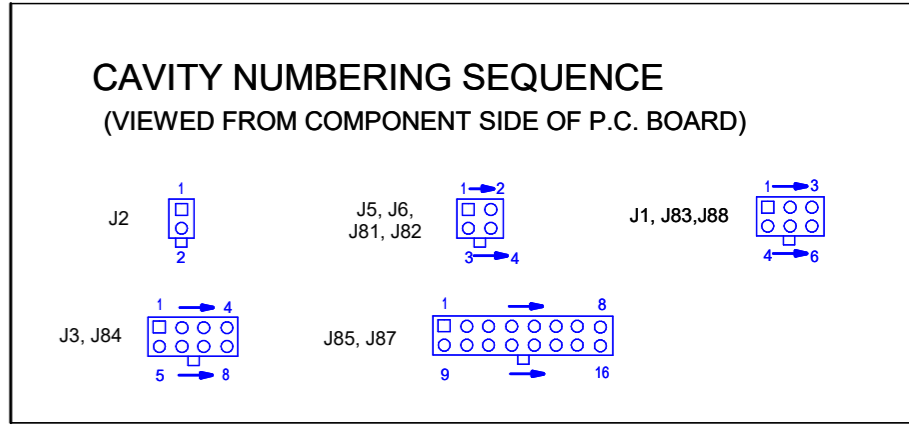 CAVITY NUMBERING SEQUENCE
(VIEWED FROM COMPONENT SIDE OF P.C. BOARD)
1
J2
2
1 2
J5, J6,
J81, J82
3 4
1 3
J1, J83,J88
4 6
1 4
J3, J84
5 8
1 8
J85, J87
9 16